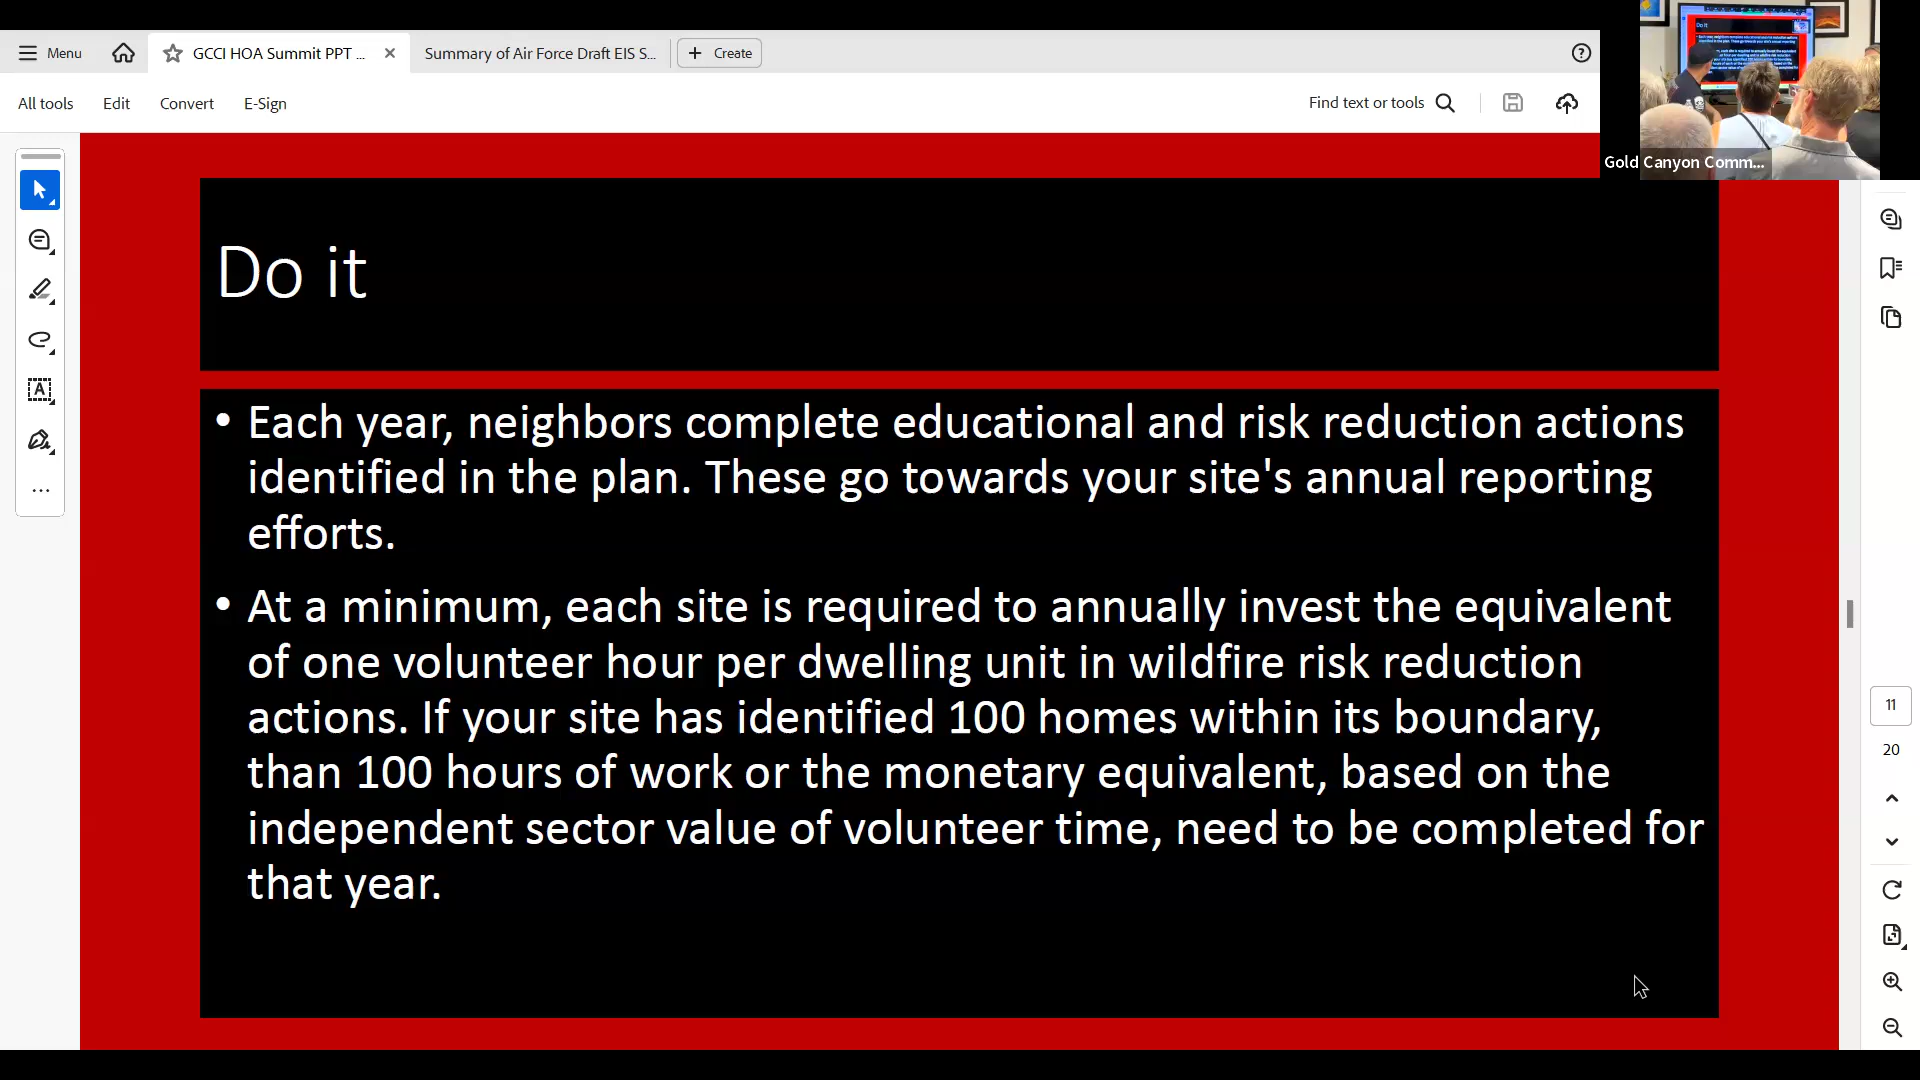 Menu
GCCI HOA Summit PPT ...
Summary of Air Force Draft EIS S...
Create
All tools
Edit
Convert
E-Sign
Find text or tools
Gold Canyon Comm...
Do it
• Each year, neighbors complete educational and risk reduction actions
identified in the plan. These go towards your site's annual reporting
efforts.
• At a minimum, each site is required to annually invest the equivalent
of one volunteer hour per dwelling unit in wildfire risk reduction
actions. If your site has identified 100 homes within its boundary,
than 100 hours of work or the monetary equivalent, based on the
independent sector value of volunteer time, need to be completed for
that year.
11
20